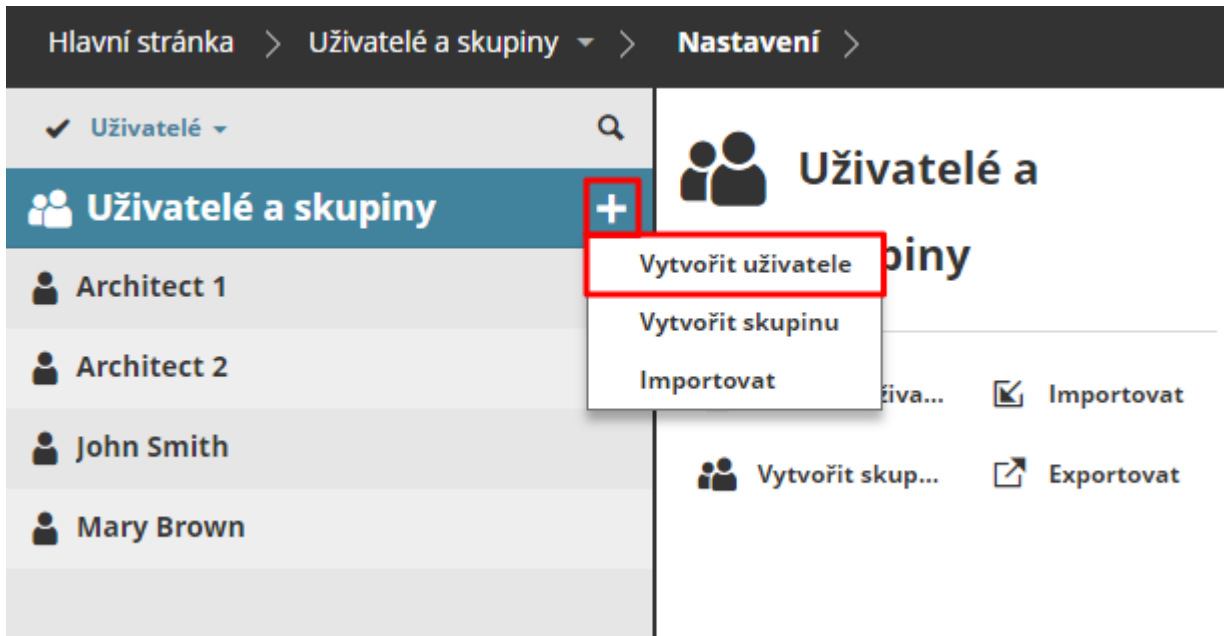 Hlavní stránka > Uživatelé a skupiny > Nastavení >
Uživatelé
Uživatelé a skupiny
Architect 1
Architect 2
John Smith
Mary Brown
Vytvořit uživatele
Vytvořit skupinu
Importovat
Uživatelé a
piny
živa...
Importovat
Vytvořit skup...
Exportovat